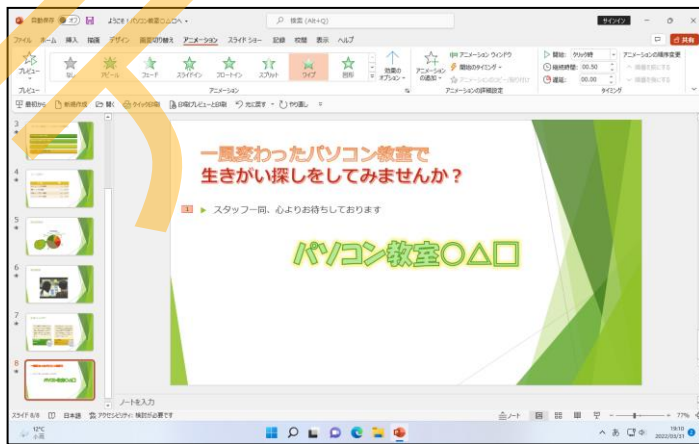 自動保存 オフ ようこそ!パソコン教室○△□へ 検索 (Alt+Q) サインイン
ファイル ホーム 挿入 描画 デザイン 画面切り替え アニメーション スライド ショー 記録 校閲 表示 ヘルプ 共有
プレビュー なし アピール フェード スライドイン フロートイン スプリット ワイプ 図形 効果の オプション アニメーション の追加
アニメーション ウィンドウ
開始のタイミング
アニメーションのコピー/貼り付け
開始: クリック時
継続時間: 00.50
遅延: 00.00
アニメーションの順序変更
順番を前にする
順番を後にする
プレビュー アニメーション アニメーションの詳細設定 タイミング
最初から 新規作成 開く クイック印刷 印刷プレビューと印刷 元に戻す やり直し
3
4
5
6
7
8
一風変わったパソコン教室で
生きがい探しをしてみませんか?
1 スタッフ一同、心よりお待ちしております
パソコン教室○△□
ノートを入力
スライド 8/8 日本語 アクセシビリティ: 検討が必要です ノート 77%
12°C
小雨
あ
19:10
2022/03/31
K